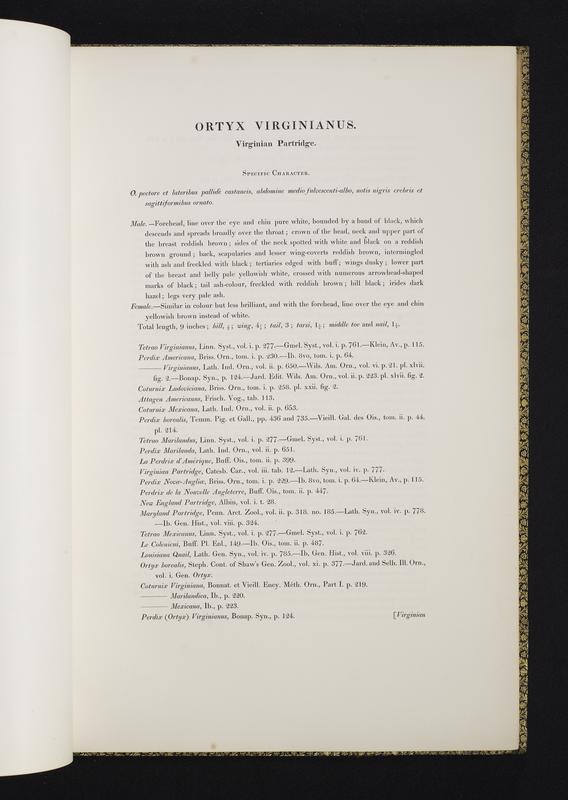 ORTYX VIRGINIANUS.
Virginian Partridge.
Specific Character.
O. pectore et lateribus pallidè castaneis, abdomine medio fulvescenti-albo, notis nigris crebris et
sagittiformibus ornato.
Male.—Forehead, line over the eye and chin pure white, bounded by a band of black, which
descends and spreads broadly over the throat; crown of the head, neck and upper part of
the breast reddish brown; sides of the neck spotted with white and black on a reddish
brown ground; back, scapularies and lesser wing-coverts reddish brown, intermingled
with ash and freckled with black; tertiaries edged with buff; wings dusky; lower part
of the breast and belly pale yellowish white, crossed with numerous arrowhead-shaped
marks of black; tail ash-colour, freckled with reddish brown; bill black; irides dark
hazel; legs very pale ash.
Female.—Similar in colour but less brilliant, and with the forehead, line over the eye and chin
yellowish brown instead of white.
Total length, 9 inches; bill, ; wing, 4; tail, 3; tarsi, 1; middle toe and nail, 1.
Tetrao Virginianus, Linn. Syst., vol. i. p. 277.—Gmel. Syst., vol. i. p. 761.—Klein, Av., p. 115.
Perdix Americana, Briss. Orn., tom. i. p. 230.—Ib. 8vo, tom. i. p. 64.
——— Virginiana, Lath. Ind. Orn., vol. ii. p. 650.—Wils. Am. Orn., vol. vi. p. 21. pl. xlvii.
fig. 2.—Bonap. Syn., p. 124.—Jard. Edit. Wils. Am. Orn., vol. ii. p. 223. pl. xlvii. fig. 2.
Coturnix Ludoviciana, Briss. Orn., tom. i. p. 258. pl. xxii. fig. 2.
Attagen Americanus, Frisch. Vog., tab. 113.
Coturnix Mexicana, Lath. Ind. Orn., vol. ii. p. 653.
Perdix borealis, Temm. Pig. et Gall., pp. 436 and 735.—Vieill. Gal. des Ois., tom. ii. p. 44.
pl. 214.
Tetrao Marilandus, Linn. Syst., vol. i. p. 277.—Gmel. Syst., vol. i. p. 761.
Perdix Marilanda, Lath. Ind. Orn., vol. ii. p. 651.
La Perdrix d'Amérique, Buff. Ois., tom. ii. p. 399.
Virginian Partridge, Catesb. Car., vol. iii. tab. 12.—Lath. Syn., vol. iv. p. 777.
Perdix Novæ-Angliæ, Briss. Orn., tom. i. p. 229.—Ib. 8vo, tom. i. p. 64.—Klein, Av., p. 115.
Perdrix de la Nouvelle Angleterre, Buff. Ois., tom. ii. p. 447.
New England Partridge, Albin, vol. i. t. 28.
Maryland Partridge, Penn. Arct. Zool., vol. ii. p. 318. no. 185.—Lath. Syn., vol. iv. p. 778.
—Ib. Gen. Hist., vol. viii. p. 324.
Tetrao Mexicanus, Linn. Syst., vol. i. p. 277.—Gmel. Syst., vol. i. p. 762.
Le Colenicui, Buff. Pl. Enl., 149.—Ib. Ois., tom. ii. p. 487.
Louisiana Quail, Lath. Gen. Syn., vol. iv. p. 785.—Ib. Gen. Hist., vol. viii. p. 326.
Ortyx borealis, Steph. Cont. of Shaw's Gen. Zool., vol. xi. p. 377.—Jard. and Selb. Ill. Orn.,
vol. i. Gen. Ortyx.
Coturnix Virginiana, Bonnat. et Vieill. Ency. Méth. Orn., Part I. p. 219.
——— Marilandica, Ib., p. 220.
——— Mexicana, Ib., p. 223.
Perdix (Ortyx) Virginianus, Bonap. Syn., p. 124. [Virginian